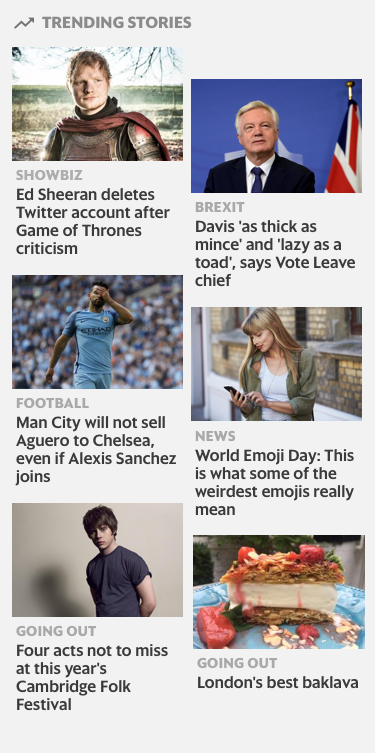 TRENDING STORIES
SHOWBIZ
Ed Sheeran deletes
Twitter account after
Game of Thrones
criticism
BREXIT
Davis 'as thick as
mince' and 'lazy as a
toad', says Vote Leave
chief
ETIHAD
FOOTBALL
Man City will not sell
Aguero to Chelsea,
even if Alexis Sanchez
joins
NEWS
World Emoji Day: This
is what some of the
weirdest emojis really
mean
GOING OUT
Four acts not to miss
at this year's
Cambridge Folk
Festival
GOING OUT
London's best baklava